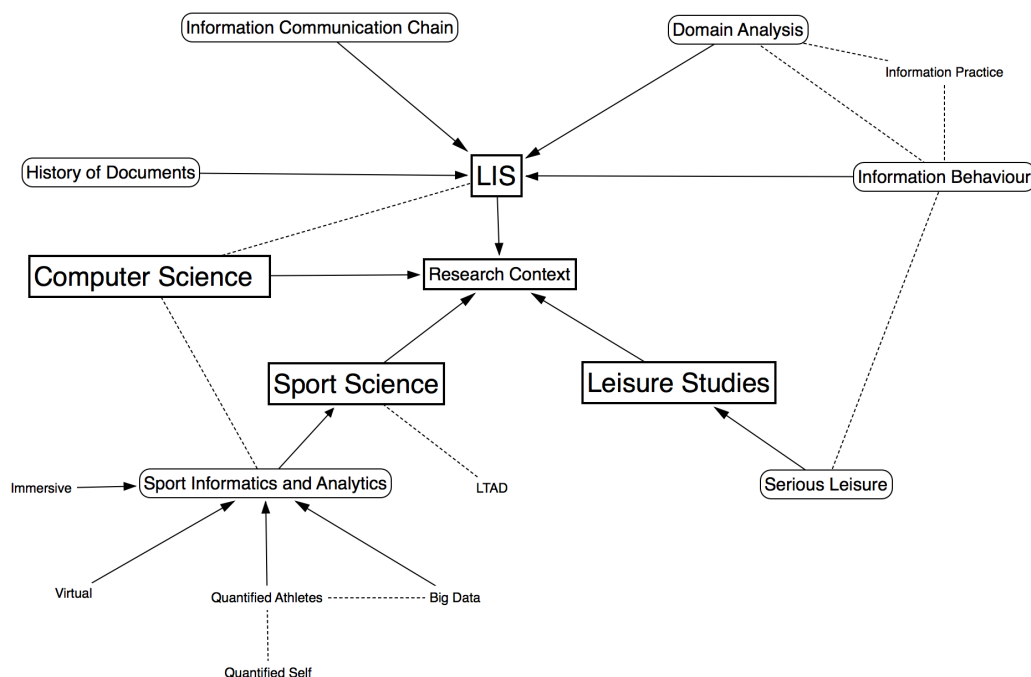 Information Communication Chain
Domain Analysis
Information Practice
History of Documents
LIS
Information Behaviour
Computer Science
Research Context
Sport Science
Leisure Studies
Immersive
Sport Informatics and Analytics
LTAD
Serious Leisure
Virtual
Quantified Athletes
Big Data
Quantified Self